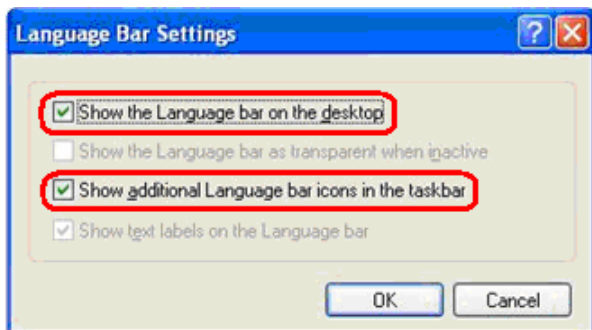 Language Bar Settings
Show the Language bar on the desktop
Show the Language bar as transparent when inactive
Show additional Language bar icons in the taskbar
Show text labels on the Language bar
OK Cancel